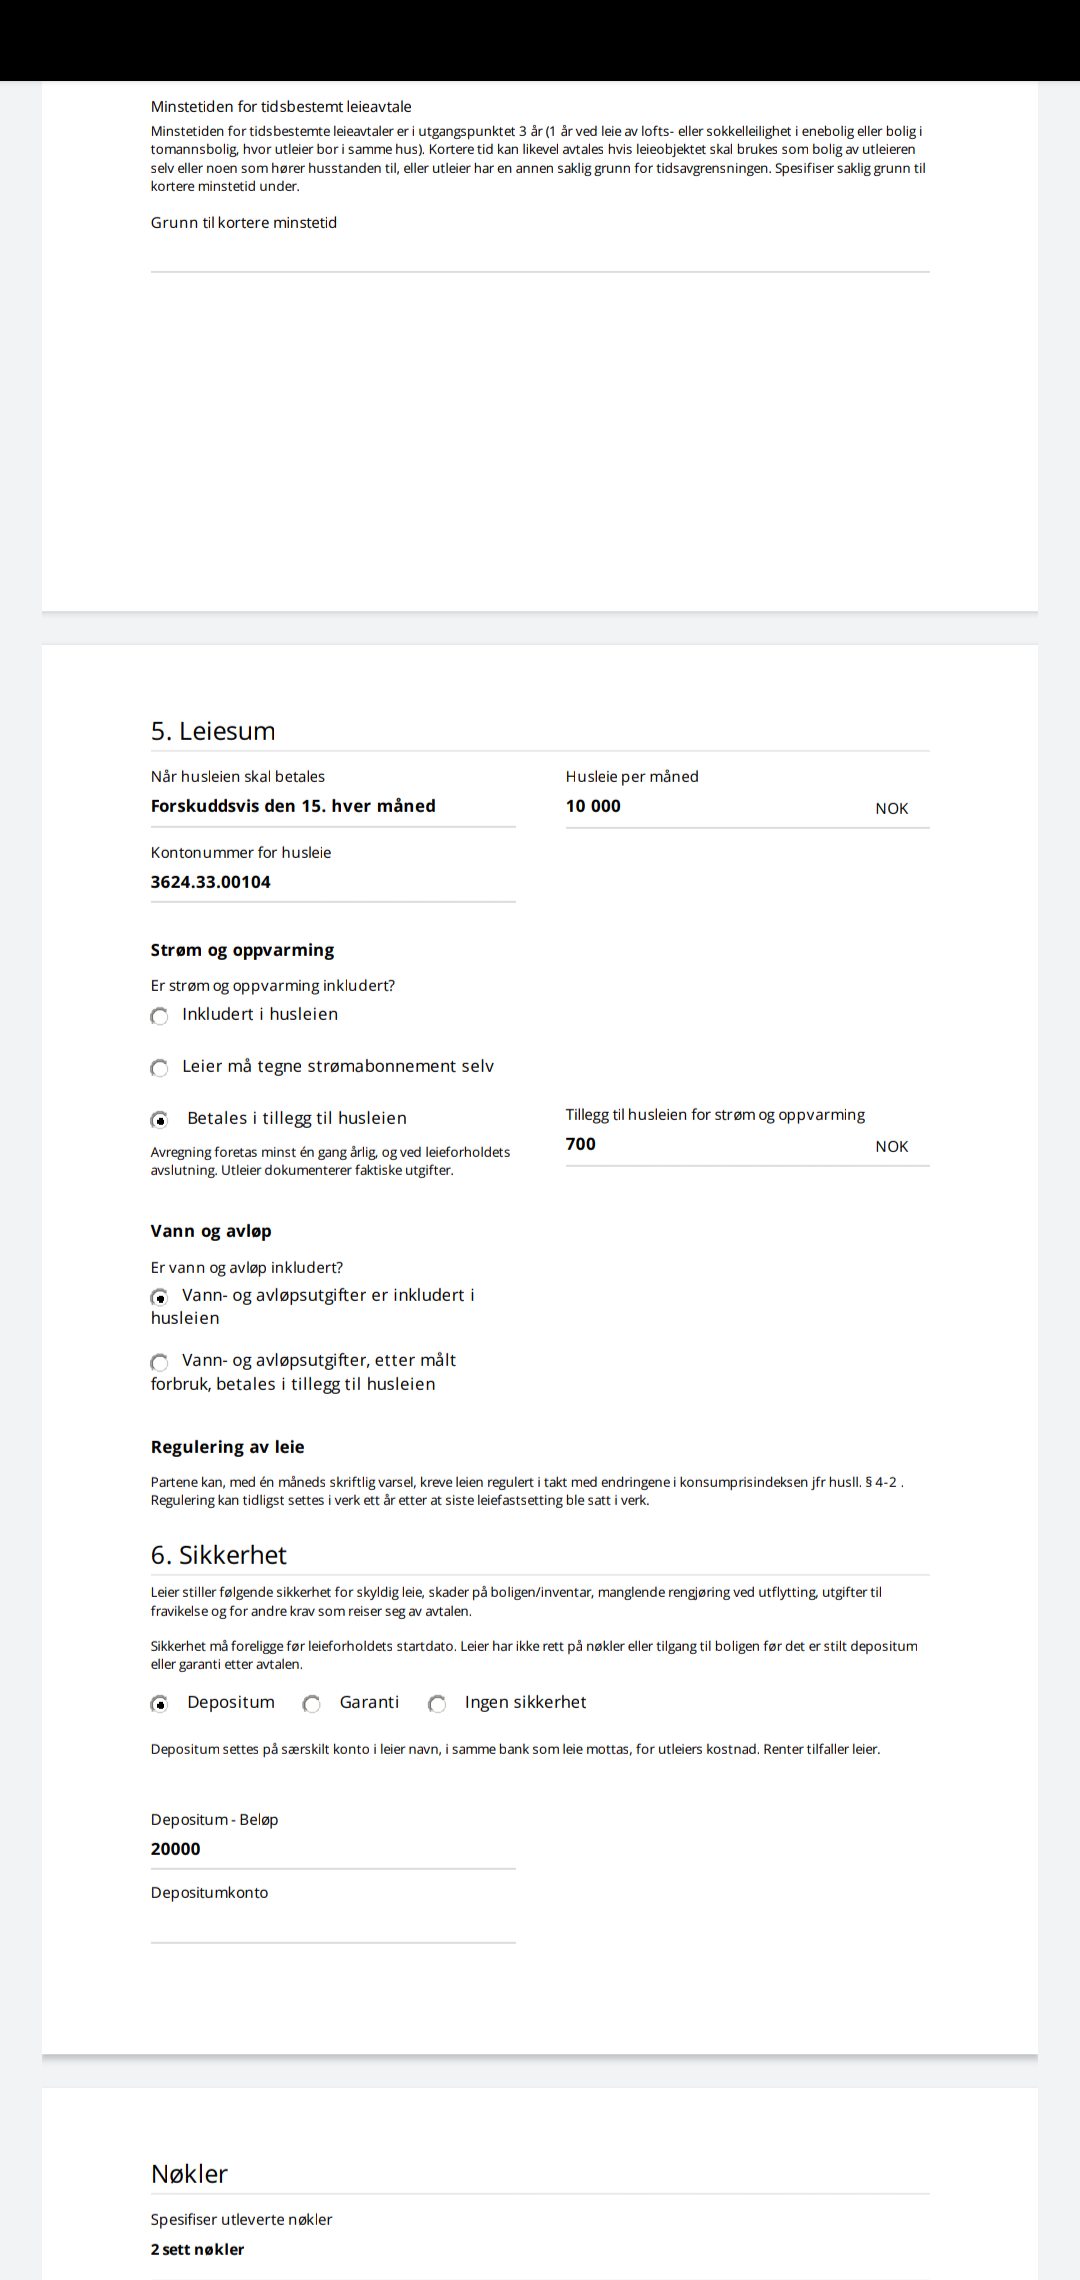 Minstetiden for tidsbestemt leieavtale
Minstetiden for tidsbestemte leieavtaler er i utgangspunktet 3 år (1 år ved leie av lofts- eller sokkelleilighet i enebolig eller bolig i
tomannsbolig, hvor utleier bor i samme hus). Kortere tid kan likevel avtales hvis leieobjektet skal brukes som bolig av utleieren
selv eller noen som hører husstanden til, eller utleier har en annen saklig grunn for tidsavgrensningen. Spesifiser saklig grunn til
kortere minstetid under.
Grunn til kortere minstetid
5. Leiesum
Når husleien skal betales
Forskuddsvis den 15. hver måned
Husleie per måned
10 000 NOK
Kontonummer for husleie
3624.33.00104
Strøm og oppvarming
Er strøm og oppvarming inkludert?
Inkludert i husleien
Leier må tegne strømabonnement selv
Betales i tillegg til husleien
Avregning foretas minst én gang årlig, og ved leieforholdets
avslutning. Utleier dokumenterer faktiske utgifter.
Tillegg til husleien for strøm og oppvarming
700 NOK
Vann og avløp
Er vann og avløp inkludert?
Vann- og avløpsutgifter er inkludert i
husleien
Vann- og avløpsutgifter, etter målt
forbruk, betales i tillegg til husleien
Regulering av leie
Partene kan, med én måneds skriftlig varsel, kreve leien regulert i takt med endringene i konsumprisindeksen jfr husll. § 4-2 .
Regulering kan tidligst settes i verk ett år etter at siste leiefastsetting ble satt i verk.
6. Sikkerhet
Leier stiller følgende sikkerhet for skyldig leie, skader på boligen/inventar, manglende rengjøring ved utflytting, utgifter til
fravikelse og for andre krav som reiser seg av avtalen.
Sikkerhet må foreligge før leieforholdets startdato. Leier har ikke rett på nøkler eller tilgang til boligen før det er stilt depositum
eller garanti etter avtalen.
Depositum Garanti Ingen sikkerhet
Depositum settes på særskilt konto i leier navn, i samme bank som leie mottas, for utleiers kostnad. Renter tilfaller leier.
Depositum - Beløp
20000
Depositumkonto
Nøkler
Spesifiser utleverte nøkler
2 sett nøkler